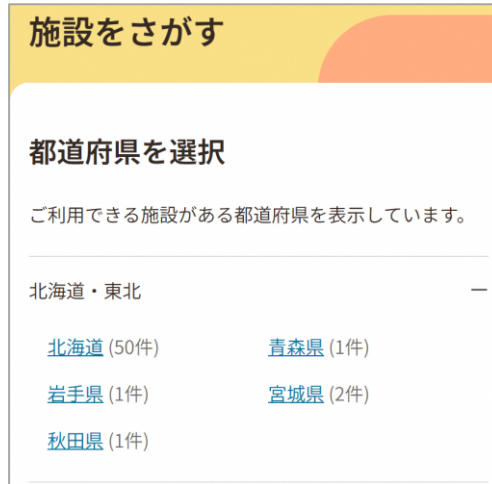 施設をさがす
都道府県を選択
ご利用できる施設がある都道府県を表示しています。
北海道・東北
北海道 (50件) 青森県 (1件)
岩手県 (1件) 宮城県 (2件)
秋田県 (1件)